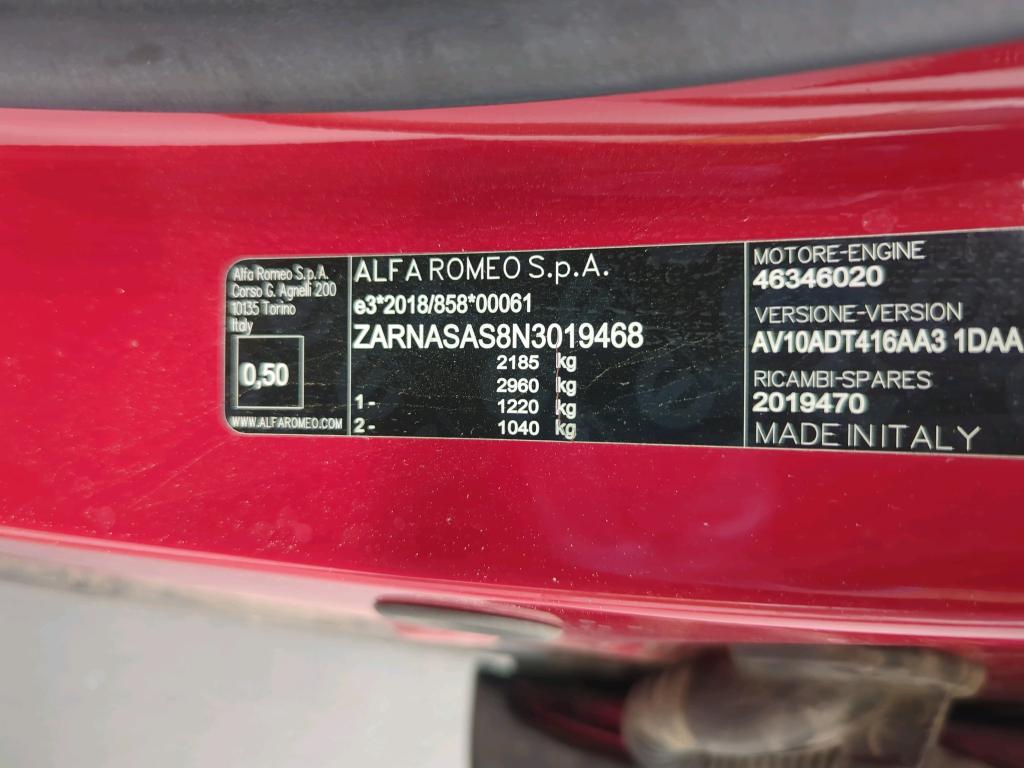 Alfa Romeo S.p.A.
Corso G. Agnelli 200
10135 Torino
Italy
0,50
WWW.ALFAROMEO.COM
ALFA ROMEO S.p.A.
e3*2018/858*00061
ZARNASAS8N3019468
2185 kg
2960 kg
1- 1220 kg
2- 1040 kg
MOTORE-ENGINE
46346020
VERSIONE-VERSION
AV10ADT416AA3 1DAA
RICAMBI-SPARES
2019470
MADE IN ITALY